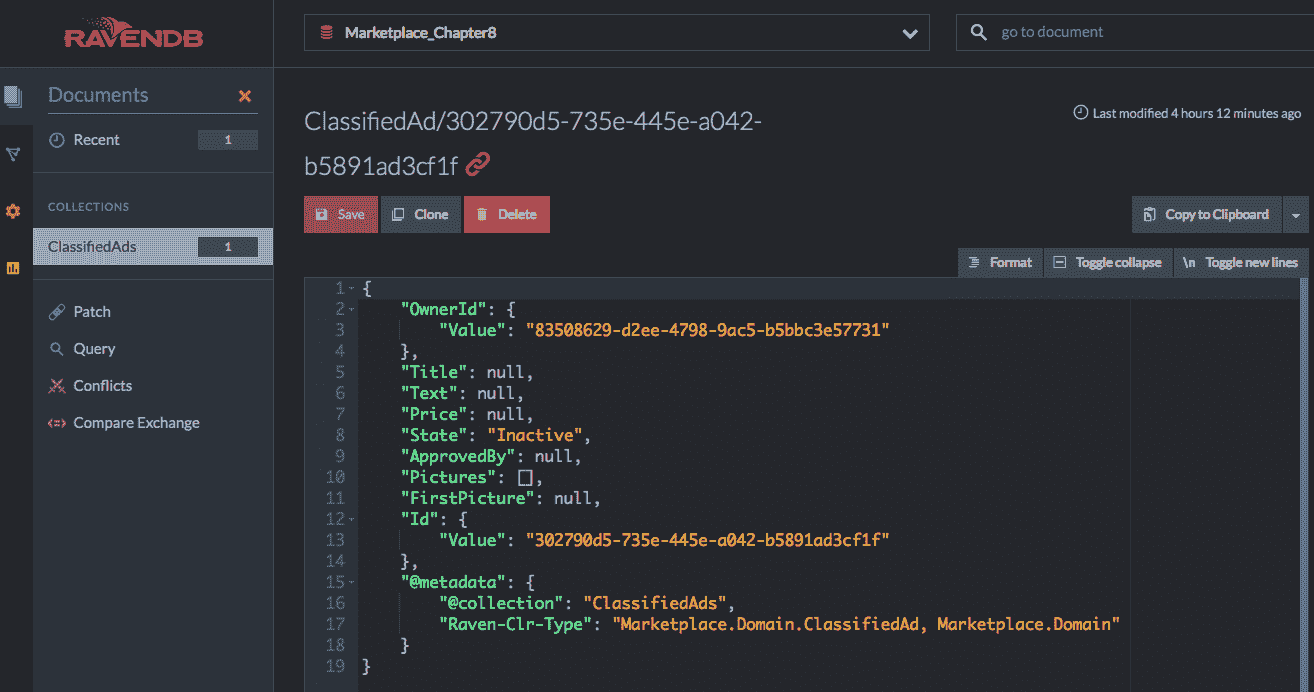 RAVENDB
Marketplace_Chapter8
go to document
Documents
Recent 1
COLLECTIONS
ClassifiedAds 1
Patch
Query
Conflicts
Compare Exchange
ClassifiedAd/302790d5-735e-445e-a042-
b5891ad3cf1f
Last modified 4 hours 12 minutes ago
Save Clone Delete
Copy to Clipboard
Format Toggle collapse \n Toggle new lines
1 {
2 "OwnerId": {
3 "Value": "83508629-d2ee-4798-9ac5-b5bbc3e57731"
4 },
5 "Title": null,
6 "Text": null,
7 "Price": null,
8 "State": "Inactive",
9 "ApprovedBy": null,
10 "Pictures": [],
11 "FirstPicture": null,
12 "Id": {
13 "Value": "302790d5-735e-445e-a042-b5891ad3cf1f"
14 },
15 "@metadata": {
16 "@collection": "ClassifiedAds",
17 "Raven-Clr-Type": "Marketplace.Domain.ClassifiedAd, Marketplace.Domain"
18 }
19 }